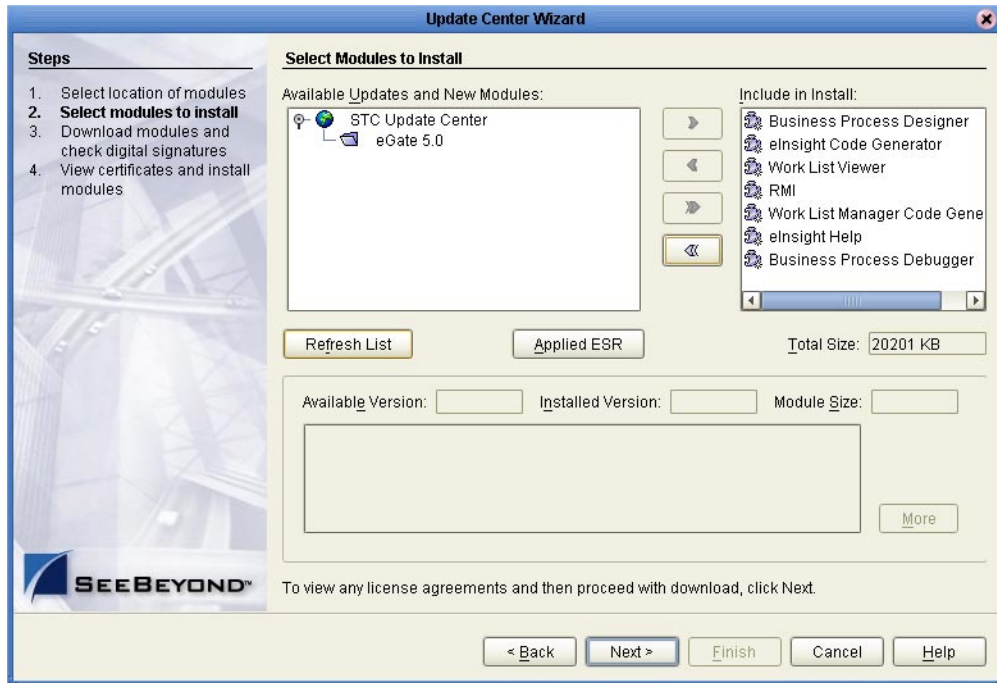 Update Center Wizard
Steps
1. Select location of modules
2. Select modules to install
3. Download modules and
check digital signatures
4. View certificates and install
modules
SEEBEYOND™
Select Modules to Install
Available Updates and New Modules:
STC Update Center
eGate 5.0
Include in Install:
Business Process Designer
eInsight Code Generator
Work List Viewer
RMI
Work List Manager Code Gene
eInsight Help
Business Process Debugger
Refresh List
Applied ESR
Total Size: 20201 KB
Available Version:
Installed Version:
Module Size:
More
To view any license agreements and then proceed with download, click Next.
< Back
Next >
Finish
Cancel
Help